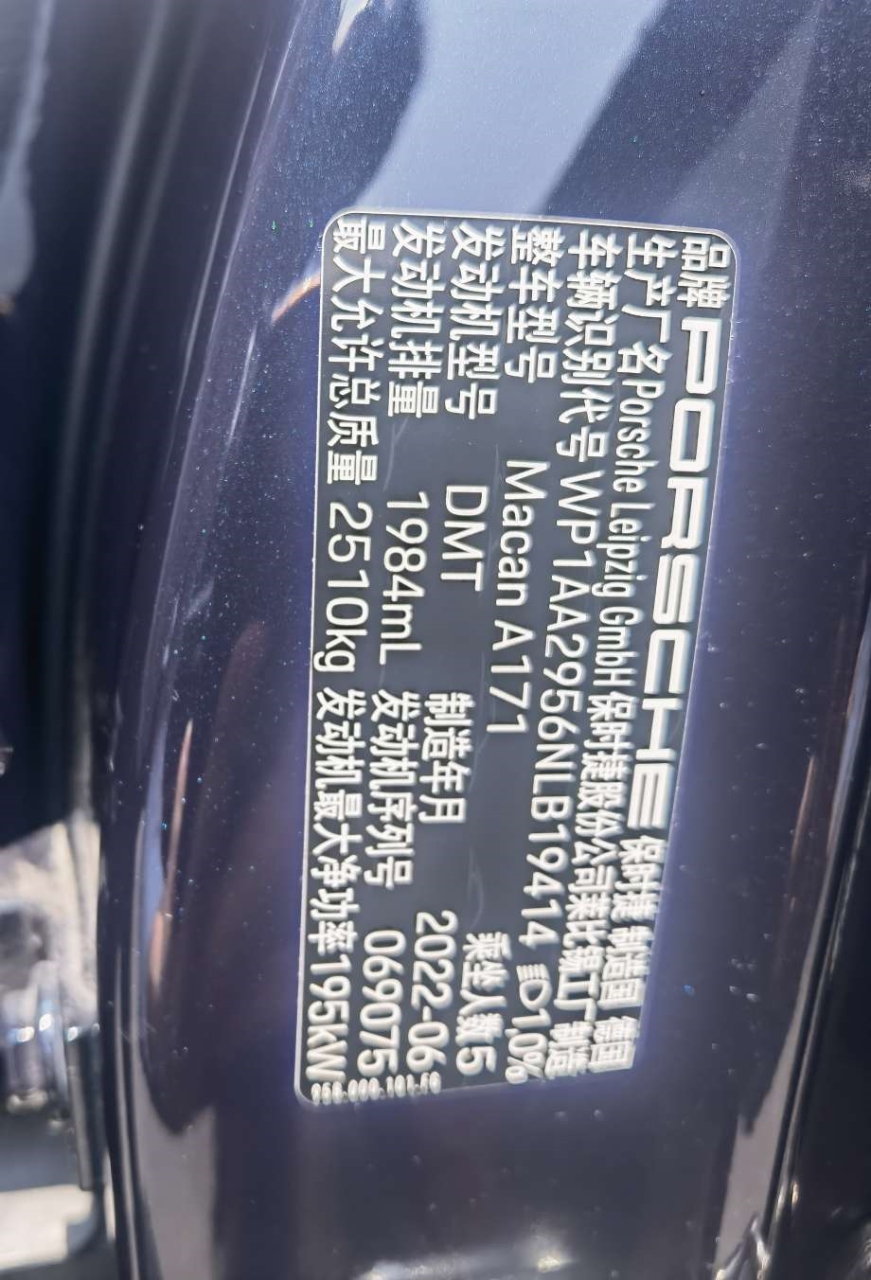 品牌 PORSCHE 保时捷 制造国 德国
生产厂名 Porsche Leipzig GmbH 保时捷股份公司莱比锡工厂 制造
车辆识别代号 WP1AA2956NLB19414 1,0%
整车型号 Macan A171 乘坐人数 5
发动机型号 DMT 制造年月 2022-06
发动机排量 1984mL 发动机序列号 069075
最大允许总质量 2510kg 发动机最大净功率 195kW